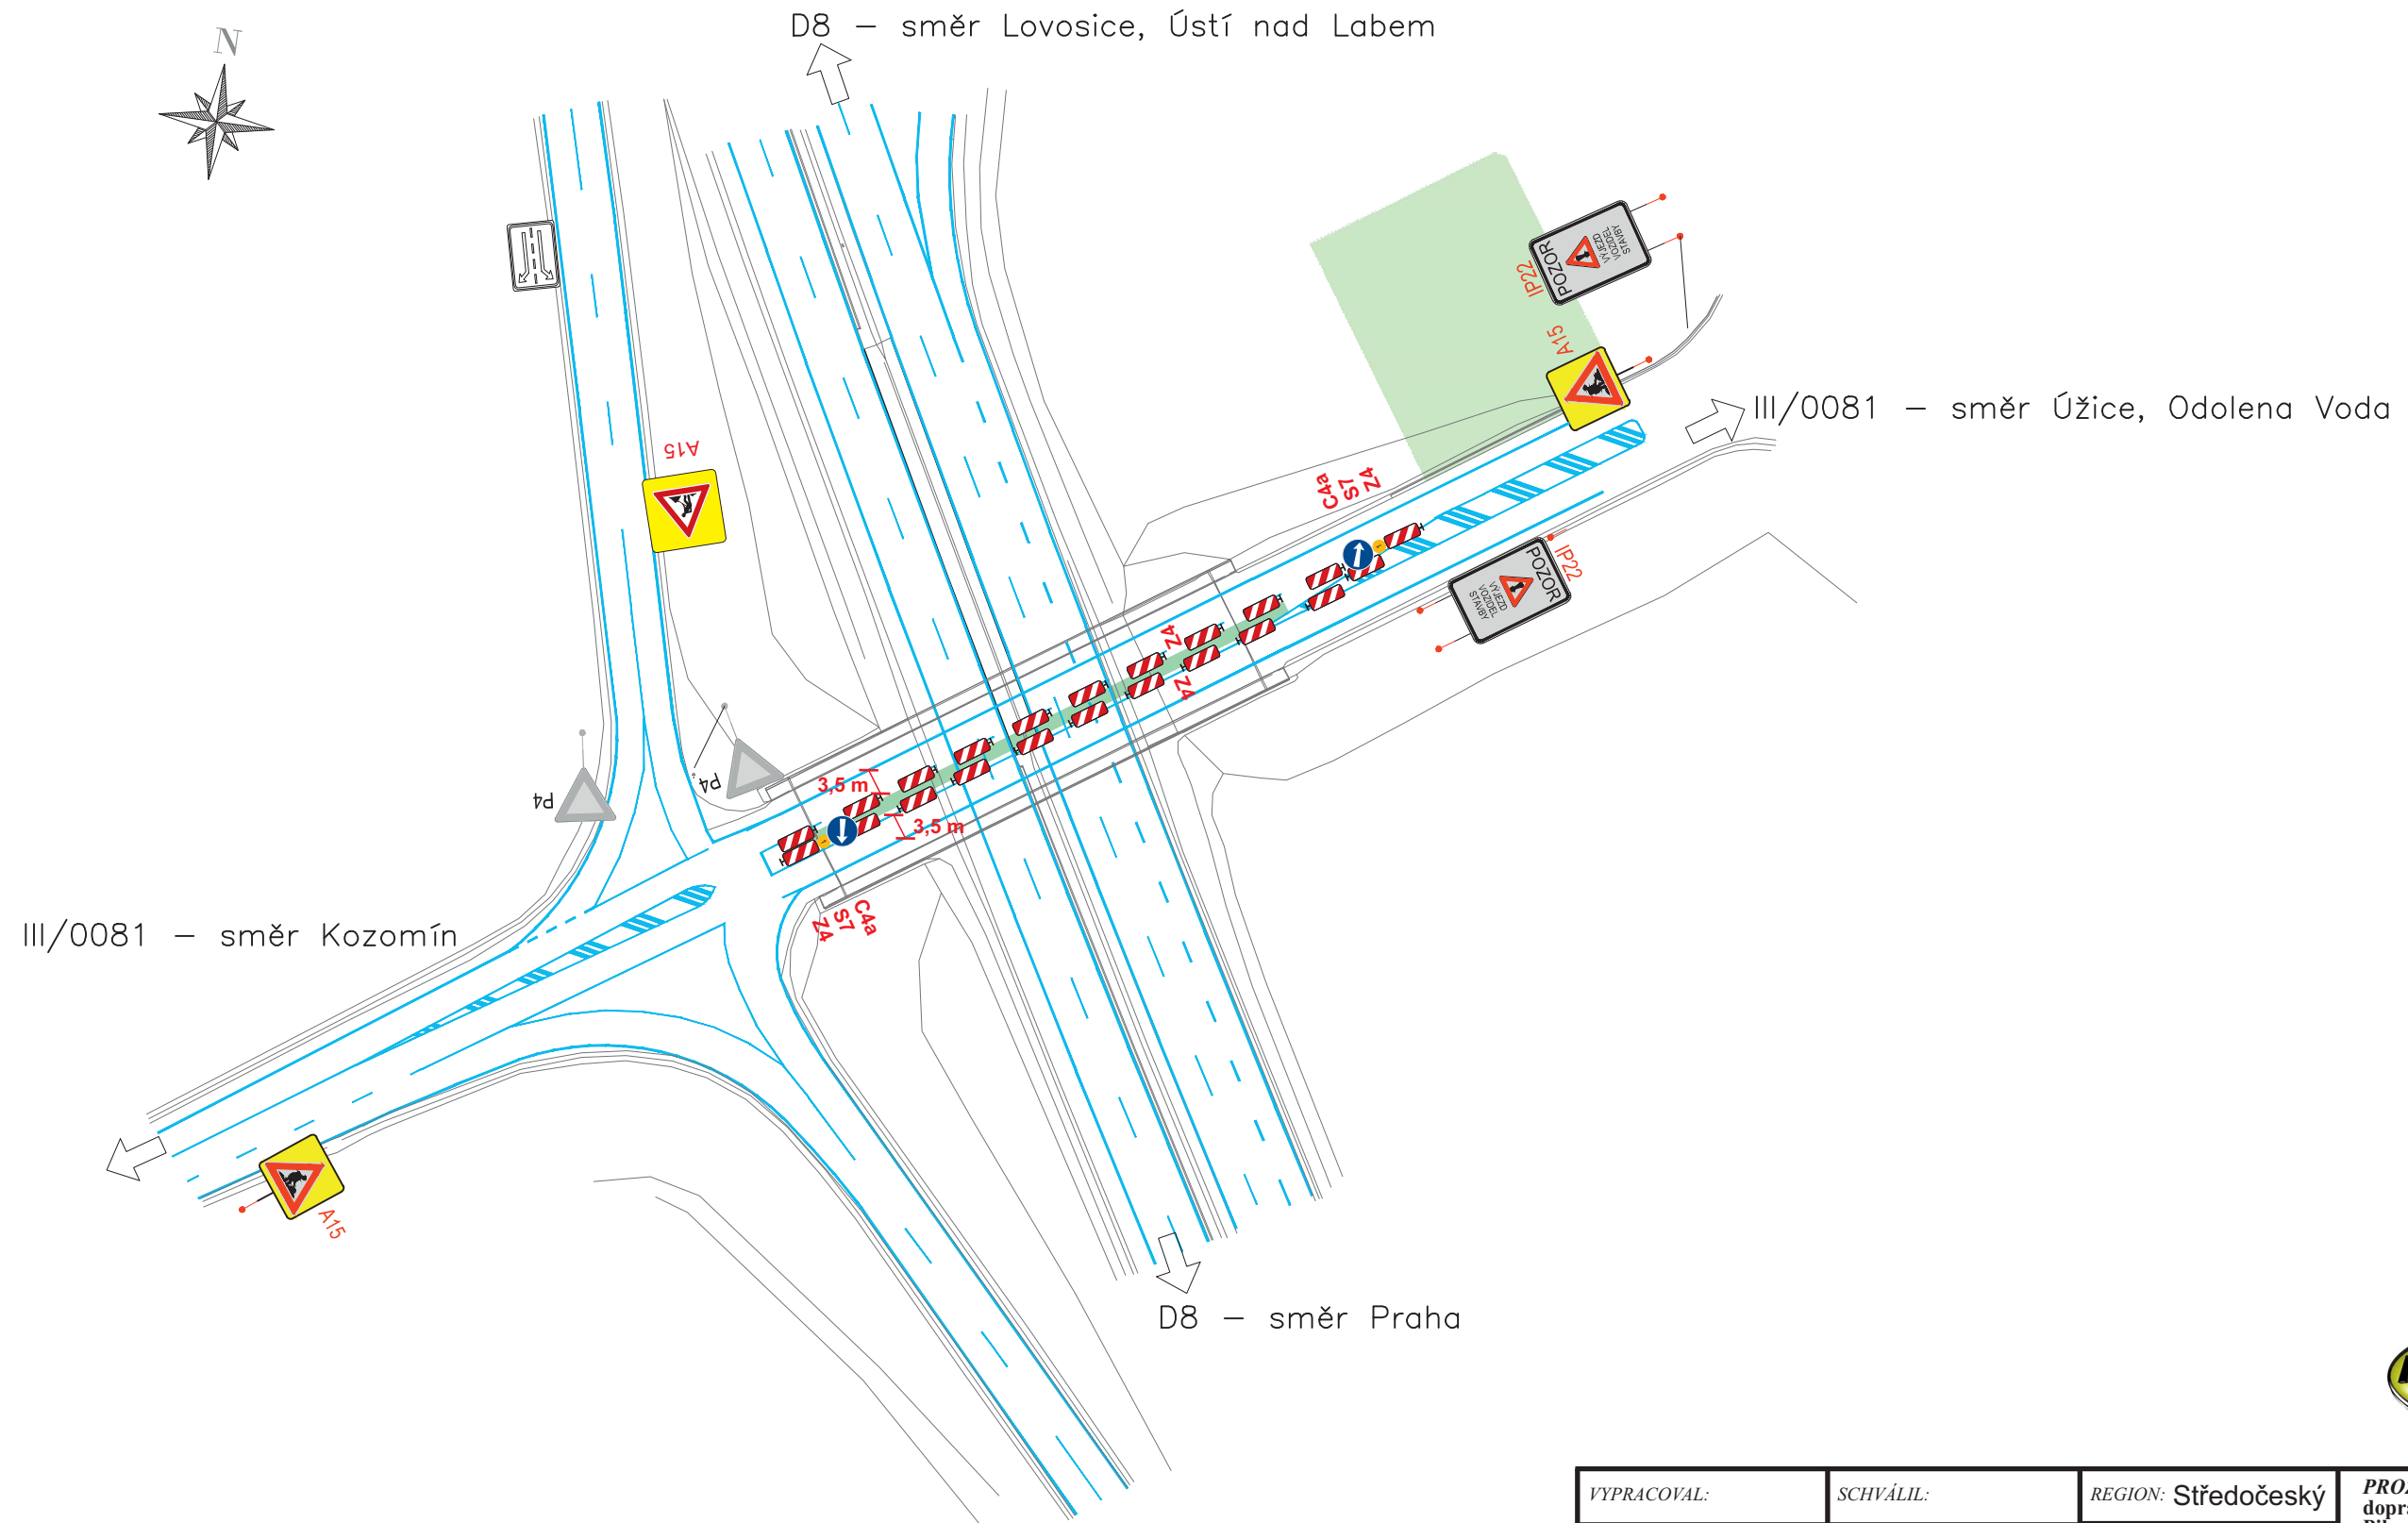 D8 – směr Lovosice, Ústí nad Labem
N
POZOR
VÝJEZD
VOZIDEL
STAVBY
IP22
A15
III/0081 – směr Úžice, Odolena Voda
A15
C4a
S7
Z4
POZOR
VÝJEZD
VOZIDEL
STAVBY
IP22
Z4
Z4
P4
P4
3,5 m
3,5 m
Z4
S7
C4a
III/0081 – směr Kozomín
A15
D8 – směr Praha
VYPRACOVAL:
SCHVÁLIL:
REGION: Středočeský